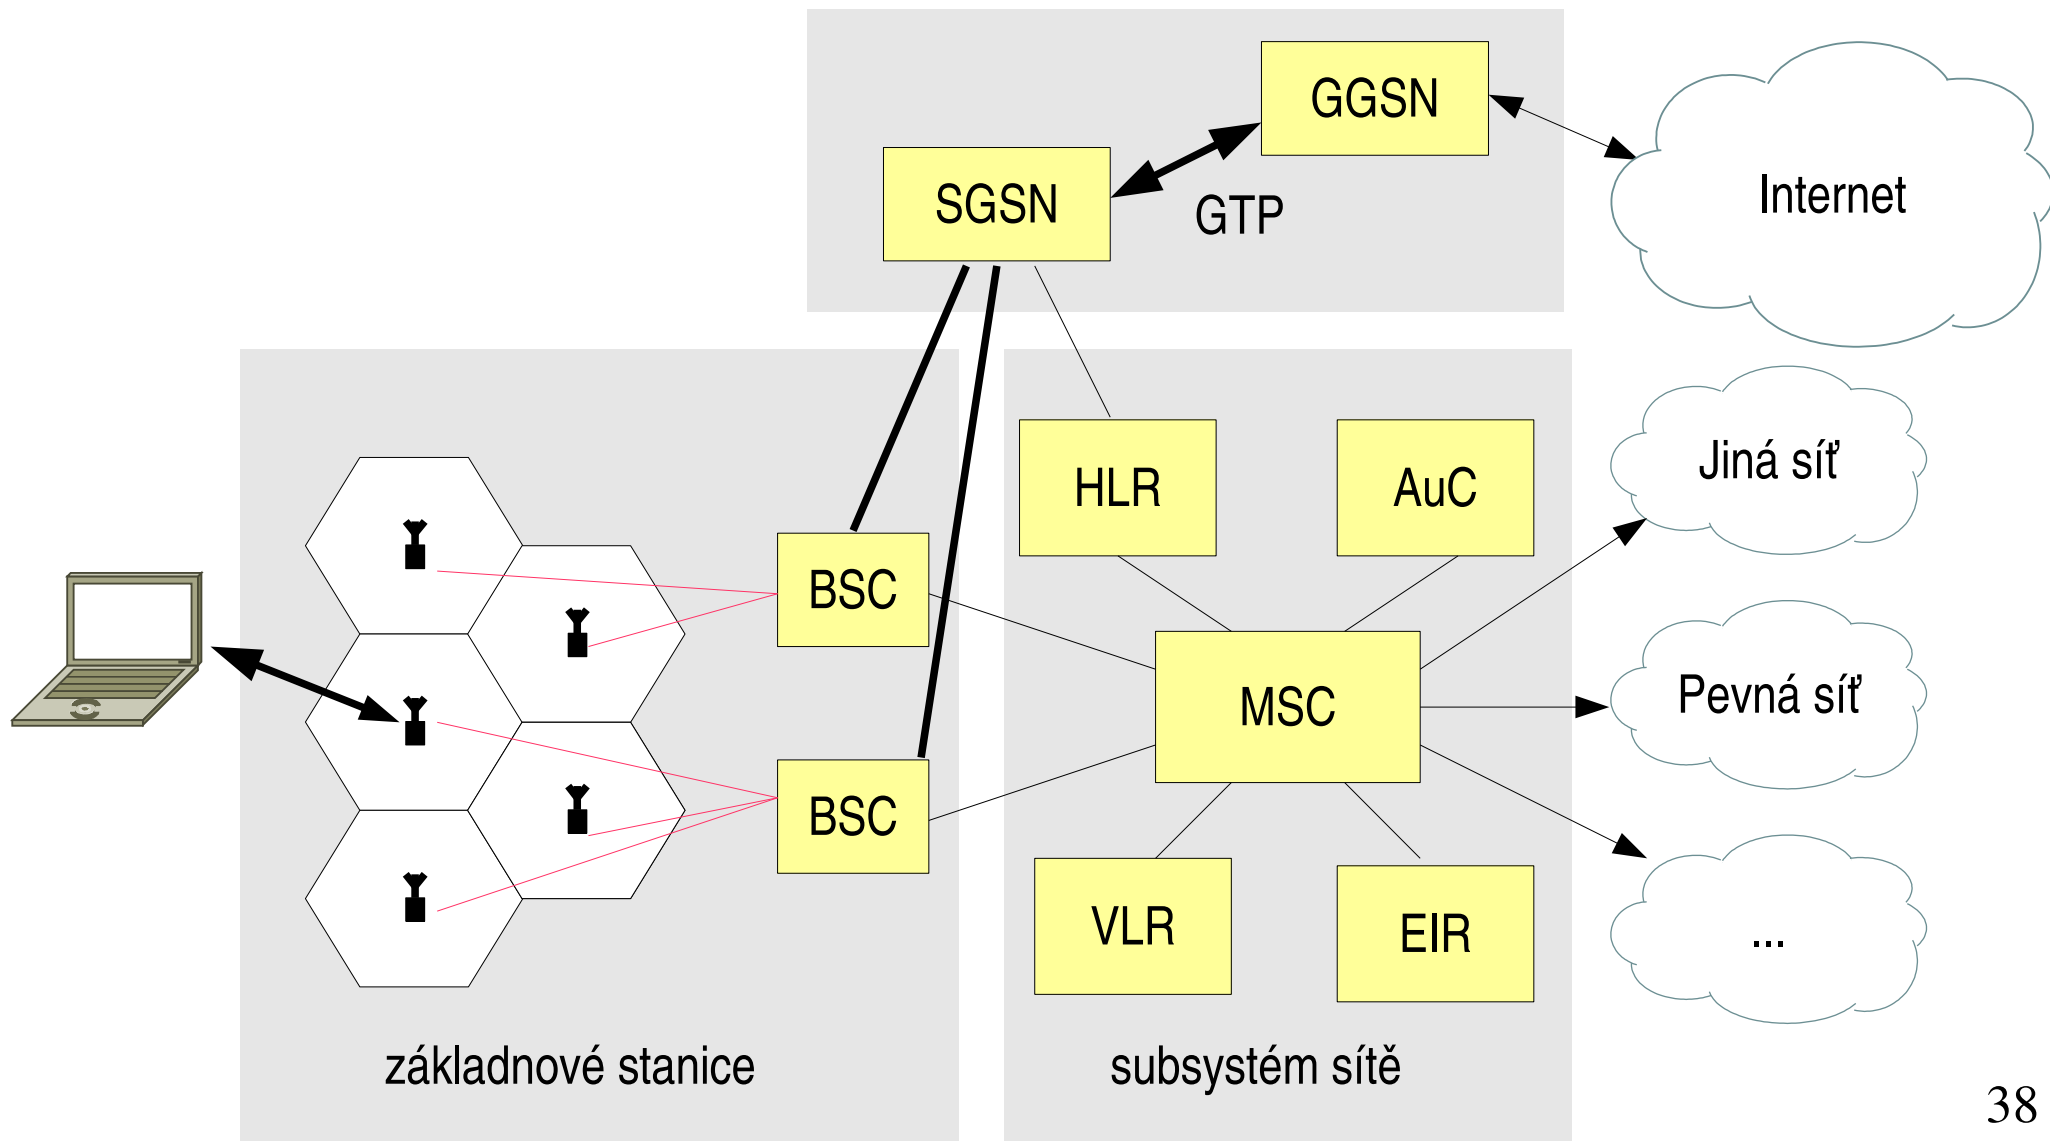 GGSN
SGSN
GTP
Internet
HLR
AuC
Jiná síť
BSC
MSC
Pevná síť
BSC
VLR
EIR
...
základnové stanice
subsystém sítě
38